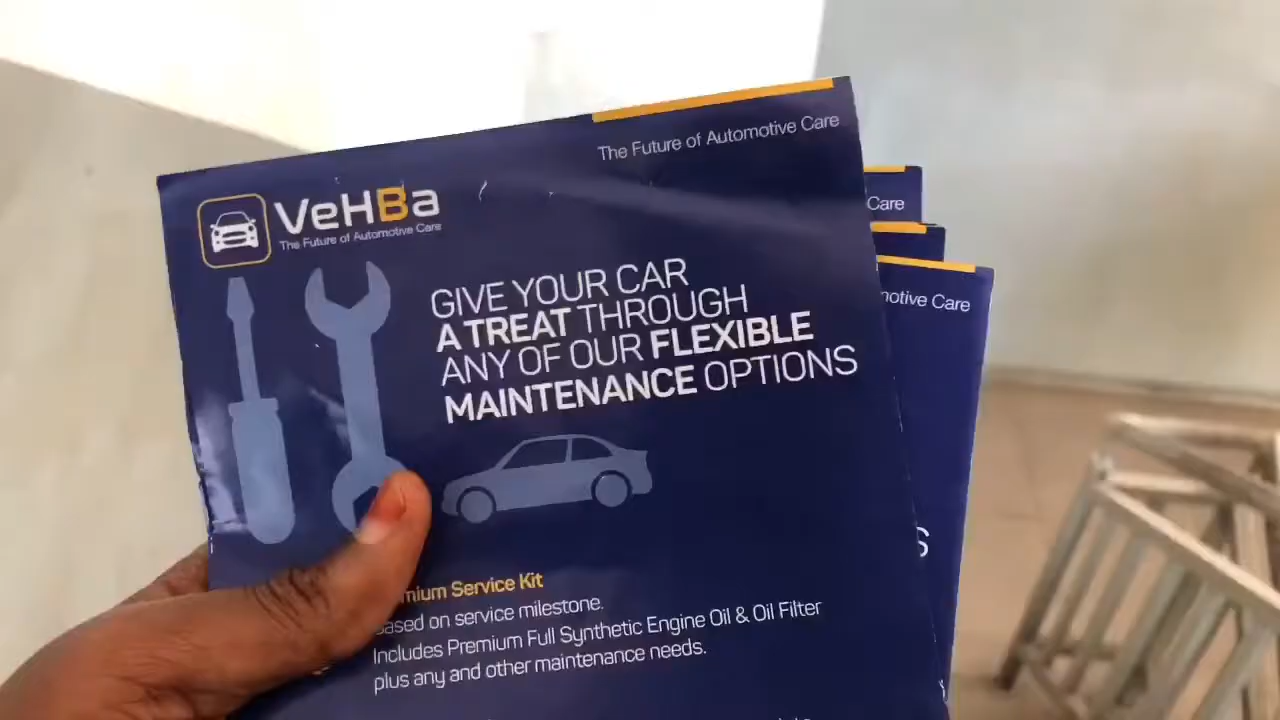 The Future of Automotive Care
VeHBa
The Future of Automotive Care
GIVE YOUR CAR
A TREAT THROUGH
ANY OF OUR FLEXIBLE
MAINTENANCE OPTIONS
mium Service Kit
Based on service milestone.
Includes Premium Full Synthetic Engine Oil & Oil Filter
plus any and other maintenance needs.
Care
motive Care
S